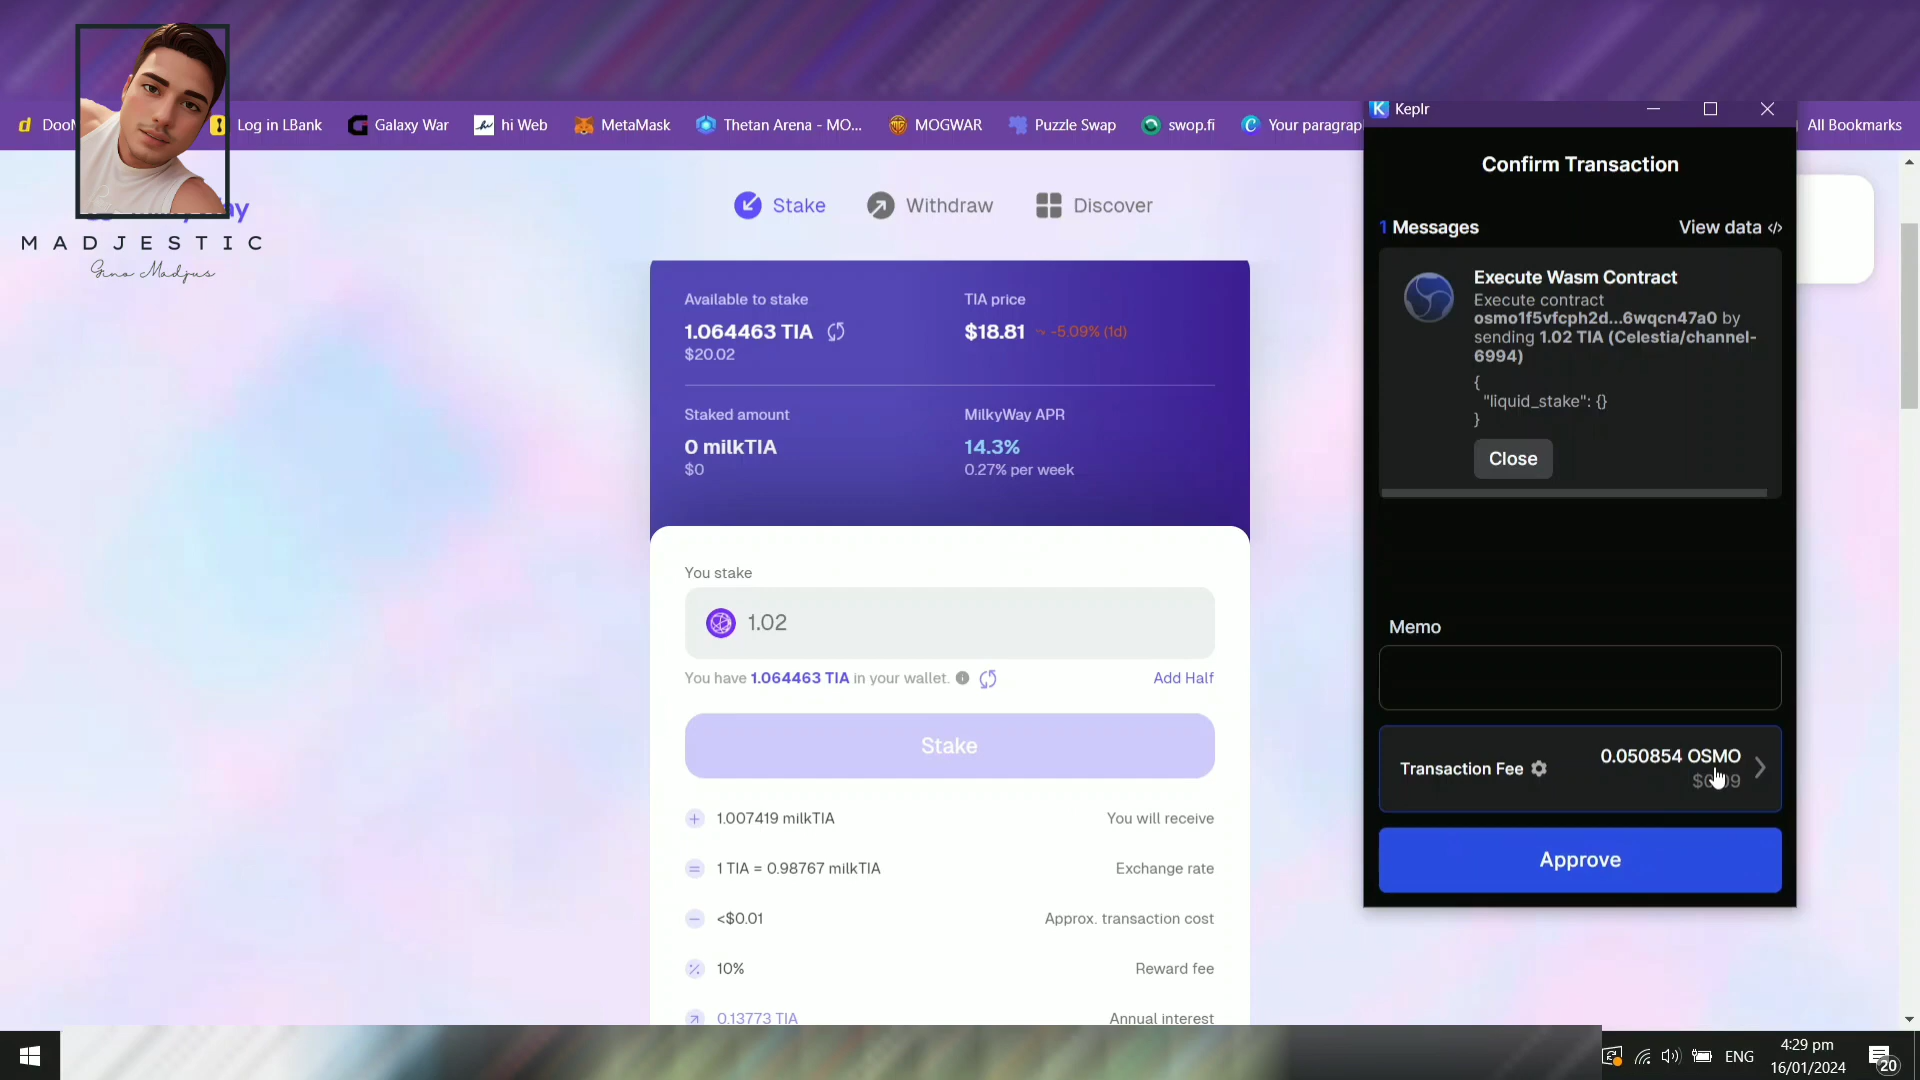 Log in LBank
Galaxy War
hi Web
MetaMask
Thetan Arena - MO...
MOGWAR
Puzzle Swap
swop.fi
Your paragrap
All Bookmarks
MADJESTIC
Gino Madjus
Stake
Withdraw
Discover
Available to stake
1.064463 TIA
$20.02
TIA price
$18.81 -5.09% (1d)
Staked amount
0 milkTIA
$0
MilkyWay APR
14.3%
0.27% per week
You stake
1.02
You have 1.064463 TIA in your wallet.
Add Half
Stake
1.007419 milkTIA You will receive
1 TIA = 0.98767 milkTIA Exchange rate
<$0.01 Approx. transaction cost
10% Reward fee
0.13773 TIA Annual interest
Keplr
Confirm Transaction
1 Messages View data </>
Execute Wasm Contract
Execute contract
osmo1f5vfcph2d...6wqcn47a0 by
sending 1.02 TIA (Celestia/channel-
6994)
{
"liquid_stake": {}
}
Close
Memo
Transaction Fee
0.050854 OSMO
Approve
ENG
4:29 pm
16/01/2024
20